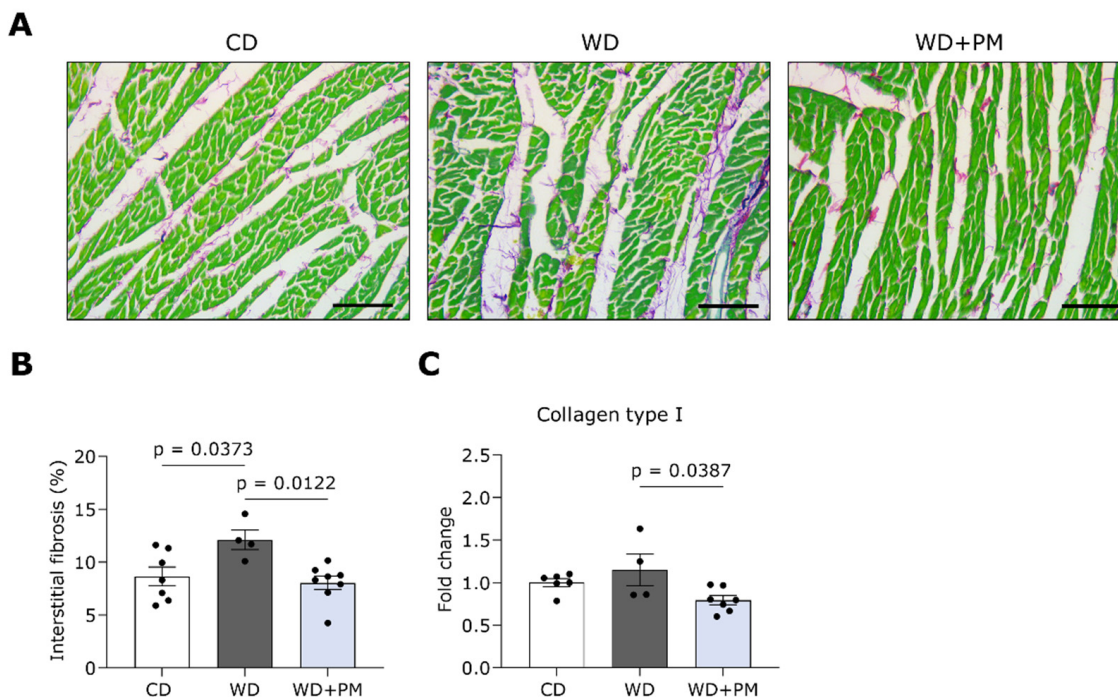 A
CD
WD
WD+PM
B
C
Collagen type I
p = 0.0373
p = 0.0122
p = 0.0387
Interstitial fibrosis (%)
20
15
10
5
0
CD
WD
WD+PM
Fold change
2.5
2.0
1.5
1.0
0.5
0.0
CD
WD
WD+PM